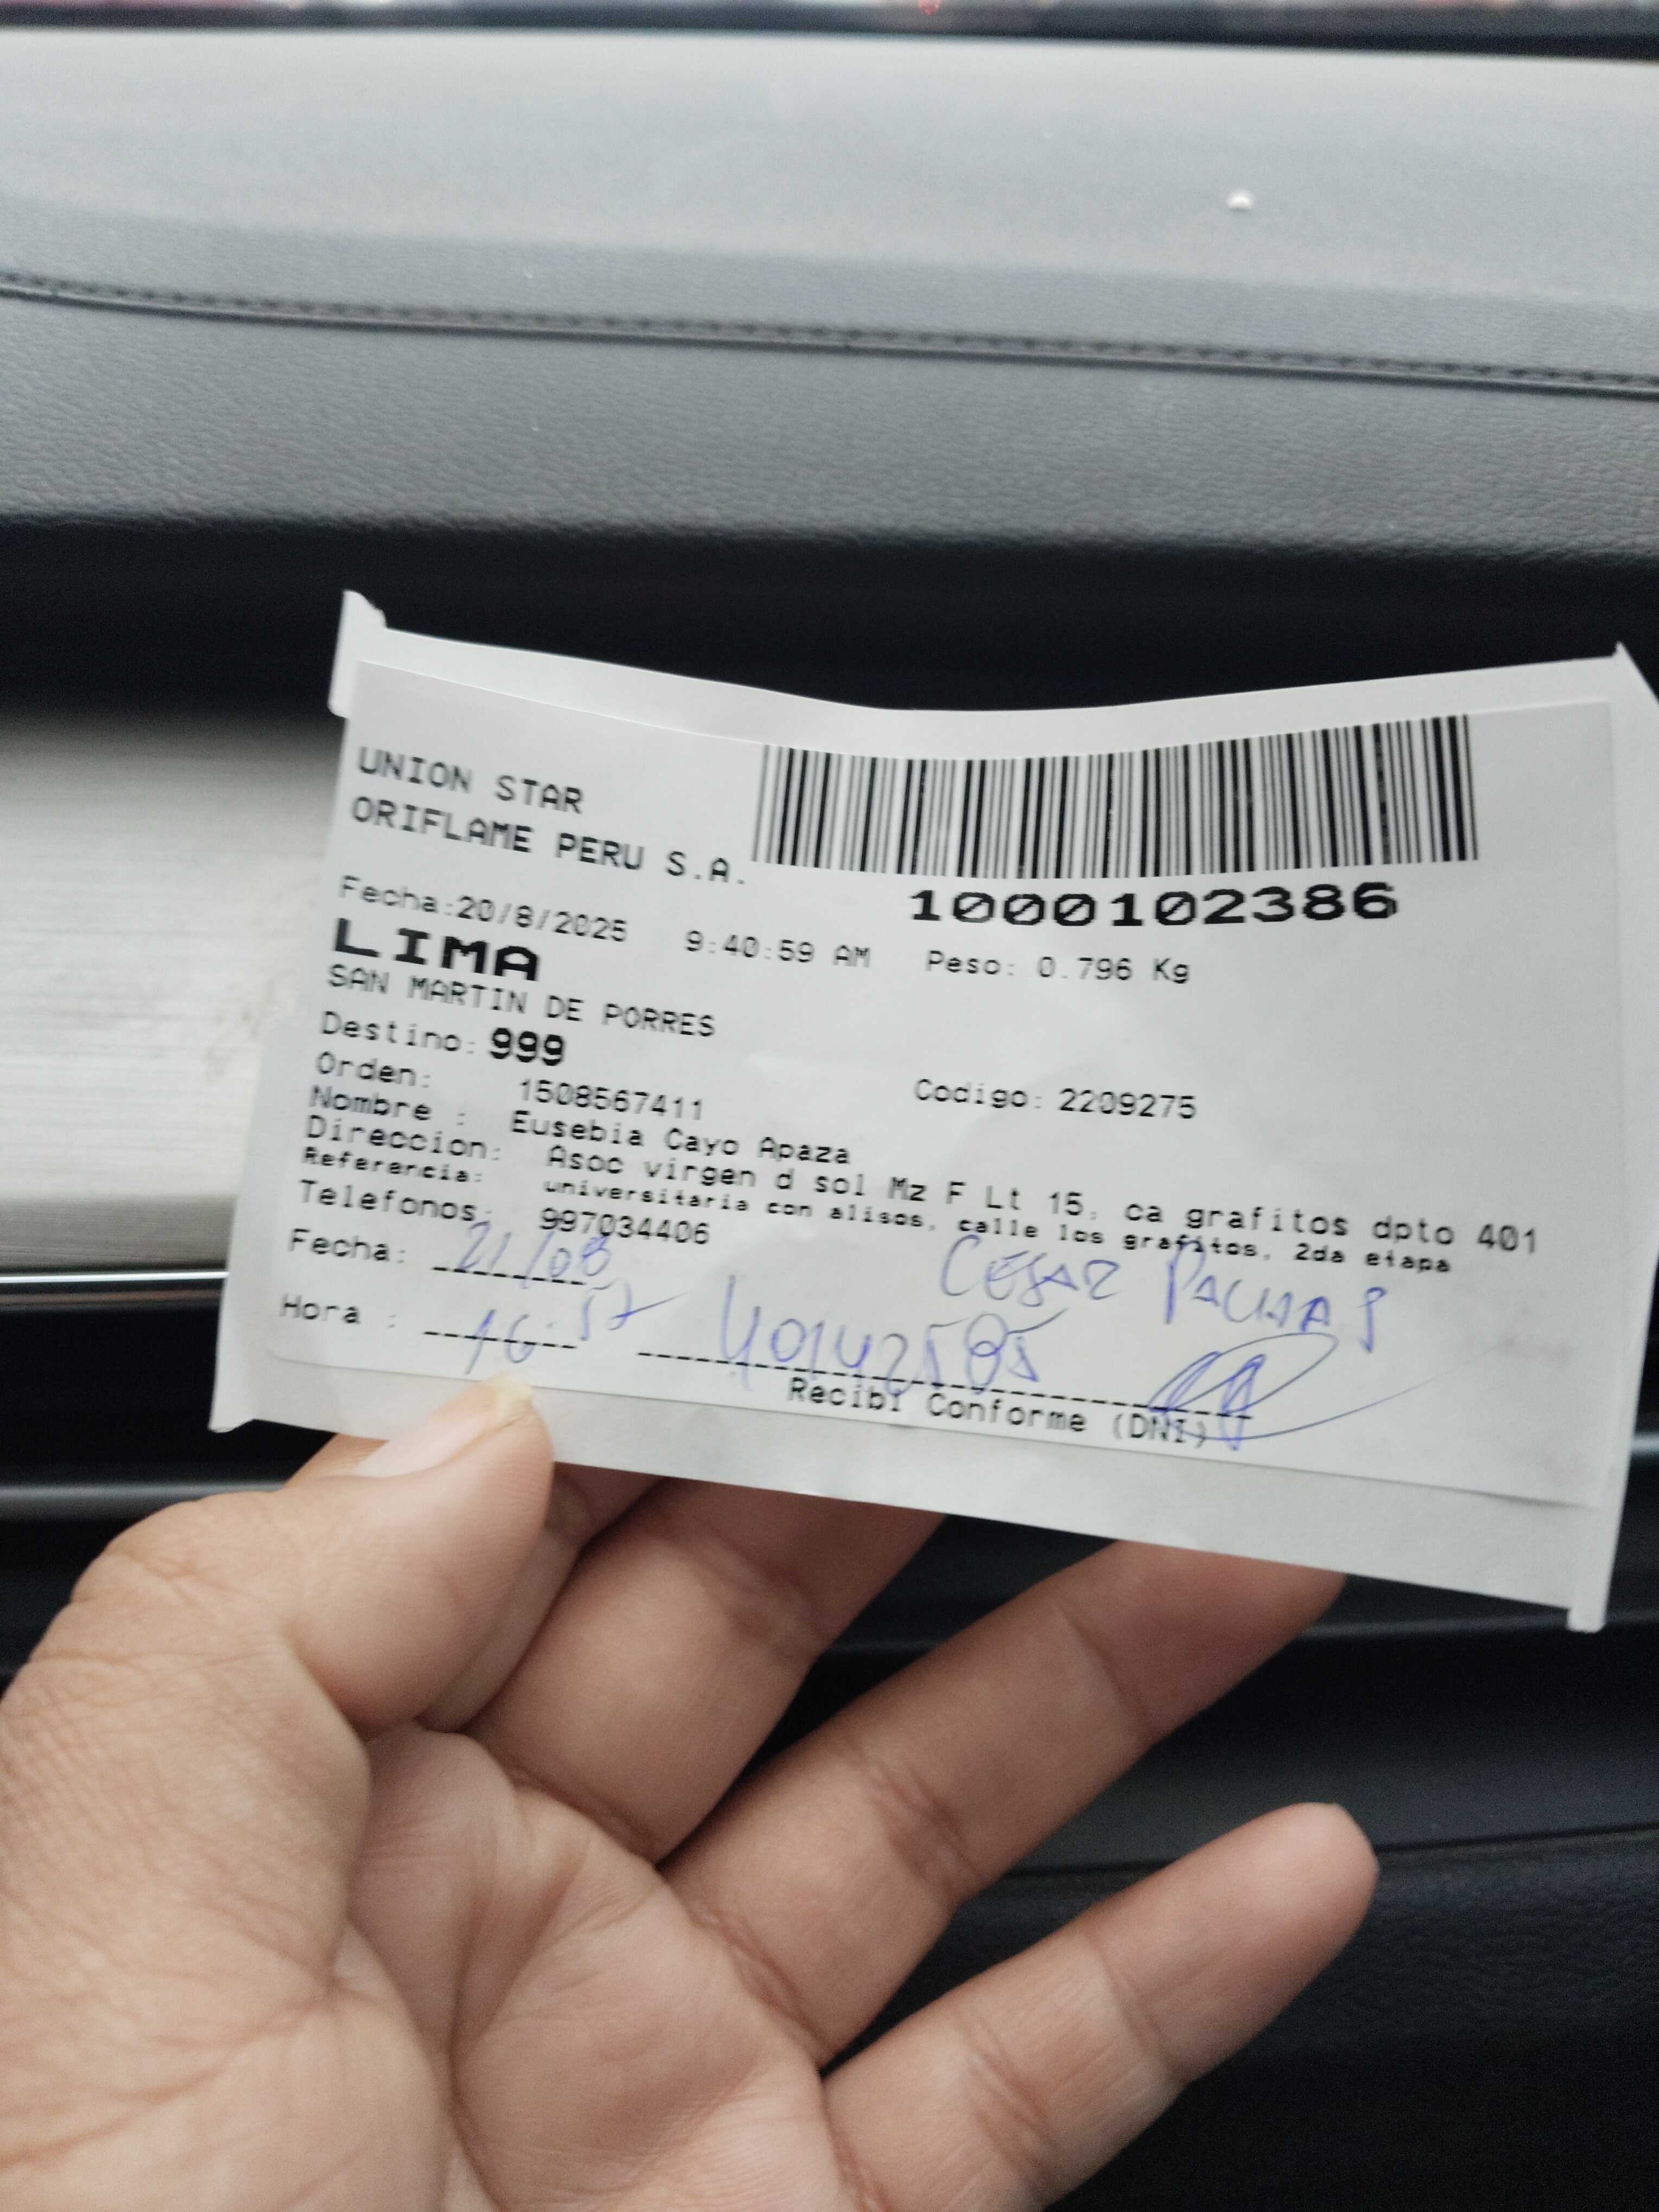 UNION STAR
ORIFLAME PERU S.A.
1000102386
Fecha:20/8/2025 9:40:59 AM Peso: 0.796 Kg
LIMA
SAN MARTIN DE PORRES
Destino: 999
Orden: 1508567411 Codigo: 2209275
Nombre : Eusebia Cayo Apaza
Direccion: Asoc virgen d sol Mz F Lt 15, ca grafitos dpto 401
Referencia: universitaria con alisos, calle los grafitos, 2da etapa
Telefonos: 997034406
Fecha: 21/08 CÉSAR
Hora : 16:57 40142585
Recibi Conforme (DNI)